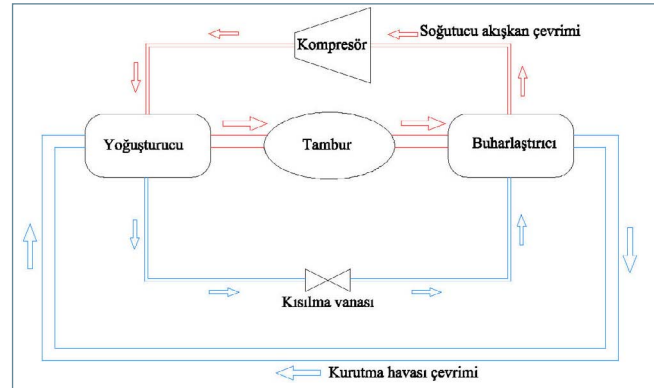 Soğutucu akışkan çevrimi
Kompresör
Yoğuşturucu
Tambur
Buharlaştırıcı
Kısılma vanası
Kurutma havası çevrimi